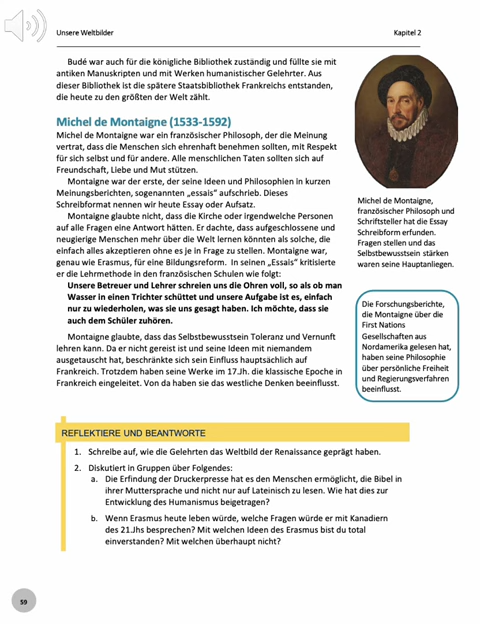 Unsere Weltbilder
Kapitel 2
Budé war auch für die königliche Bibliothek zuständig und füllte sie mit
antiken Manuskripten und mit Werken humanistischer Gelehrter. Aus
dieser Bibliothek ist die spätere Staatsbibliothek Frankreichs entstanden,
die heute zu den größten der Welt zählt.
Michel de Montaigne (1533-1592)
Michel de Montaigne war ein französischer Philosoph, der die Meinung
vertrat, dass die Menschen sich ehrenhaft benehmen sollten, mit Respekt
für sich selbst und für andere. Alle menschlichen Taten sollten sich auf
Freundschaft, Liebe und Mut stützen.
Montaigne war der erste, der seine Ideen und Philosophien in kurzen
Meinungsberichten, sogenannten „essais" aufschrieb. Dieses
Schreibformat nennen wir heute Essay oder Aufsatz.
Montaigne glaubte nicht, dass die Kirche oder irgendwelche Personen
auf alle Fragen eine Antwort hätten. Er dachte, dass aufgeschlossene und
neugierige Menschen mehr über die Welt lernen könnten als solche, die
einfach alles akzeptieren ohne es je in Frage zu stellen. Montaigne war,
genau wie Erasmus, für eine Bildungsreform. In seinen „Essais" kritisierte
er die Lehrmethode in den französischen Schulen wie folgt:
Unsere Betreuer und Lehrer schreien uns die Ohren voll, so als ob man
Wasser in einen Trichter schüttet und unsere Aufgabe ist es, einfach
nur zu wiederholen, was sie uns gesagt haben. Ich möchte, dass sie
auch dem Schüler zuhören.
Montaigne glaubte, dass das Selbstbewusstsein Toleranz und Vernunft
lehren kann. Da er nicht gereist ist und seine Ideen mit niemandem
ausgetauscht hat, beschränkte sich sein Einfluss hauptsächlich auf
Frankreich. Trotzdem haben seine Werke im 17.Jh. die klassische Epoche in
Frankreich eingeleitet. Von da haben sie das westliche Denken beeinflusst.
Michel de Montaigne,
französischer Philosoph und
Schriftsteller hat die Essay
Schreibform erfunden.
Fragen stellen und das
Selbstbewusstsein stärken
waren seine Hauptanliegen.
Die Forschungsberichte,
die Montaigne über die
First Nations
Gesellschaften aus
Nordamerika gelesen hat,
haben seine Philosophie
über persönliche Freiheit
und Regierungsverfahren
beeinflusst.
REFLEKTIERE UND BEANTWORTE
1. Schreibe auf, wie die Gelehrten das Weltbild der Renaissance geprägt haben.
2. Diskutiert in Gruppen über Folgendes:
a. Die Erfindung der Druckerpresse hat es den Menschen ermöglicht, die Bibel in
ihrer Muttersprache und nicht nur auf Lateinisch zu lesen. Wie hat dies zur
Entwicklung des Humanismus beigetragen?
b. Wenn Erasmus heute leben würde, welche Fragen würde er mit Kanadiern
des 21.Jhs besprechen? Mit welchen Ideen des Erasmus bist du total
einverstanden? Mit welchen überhaupt nicht?
59